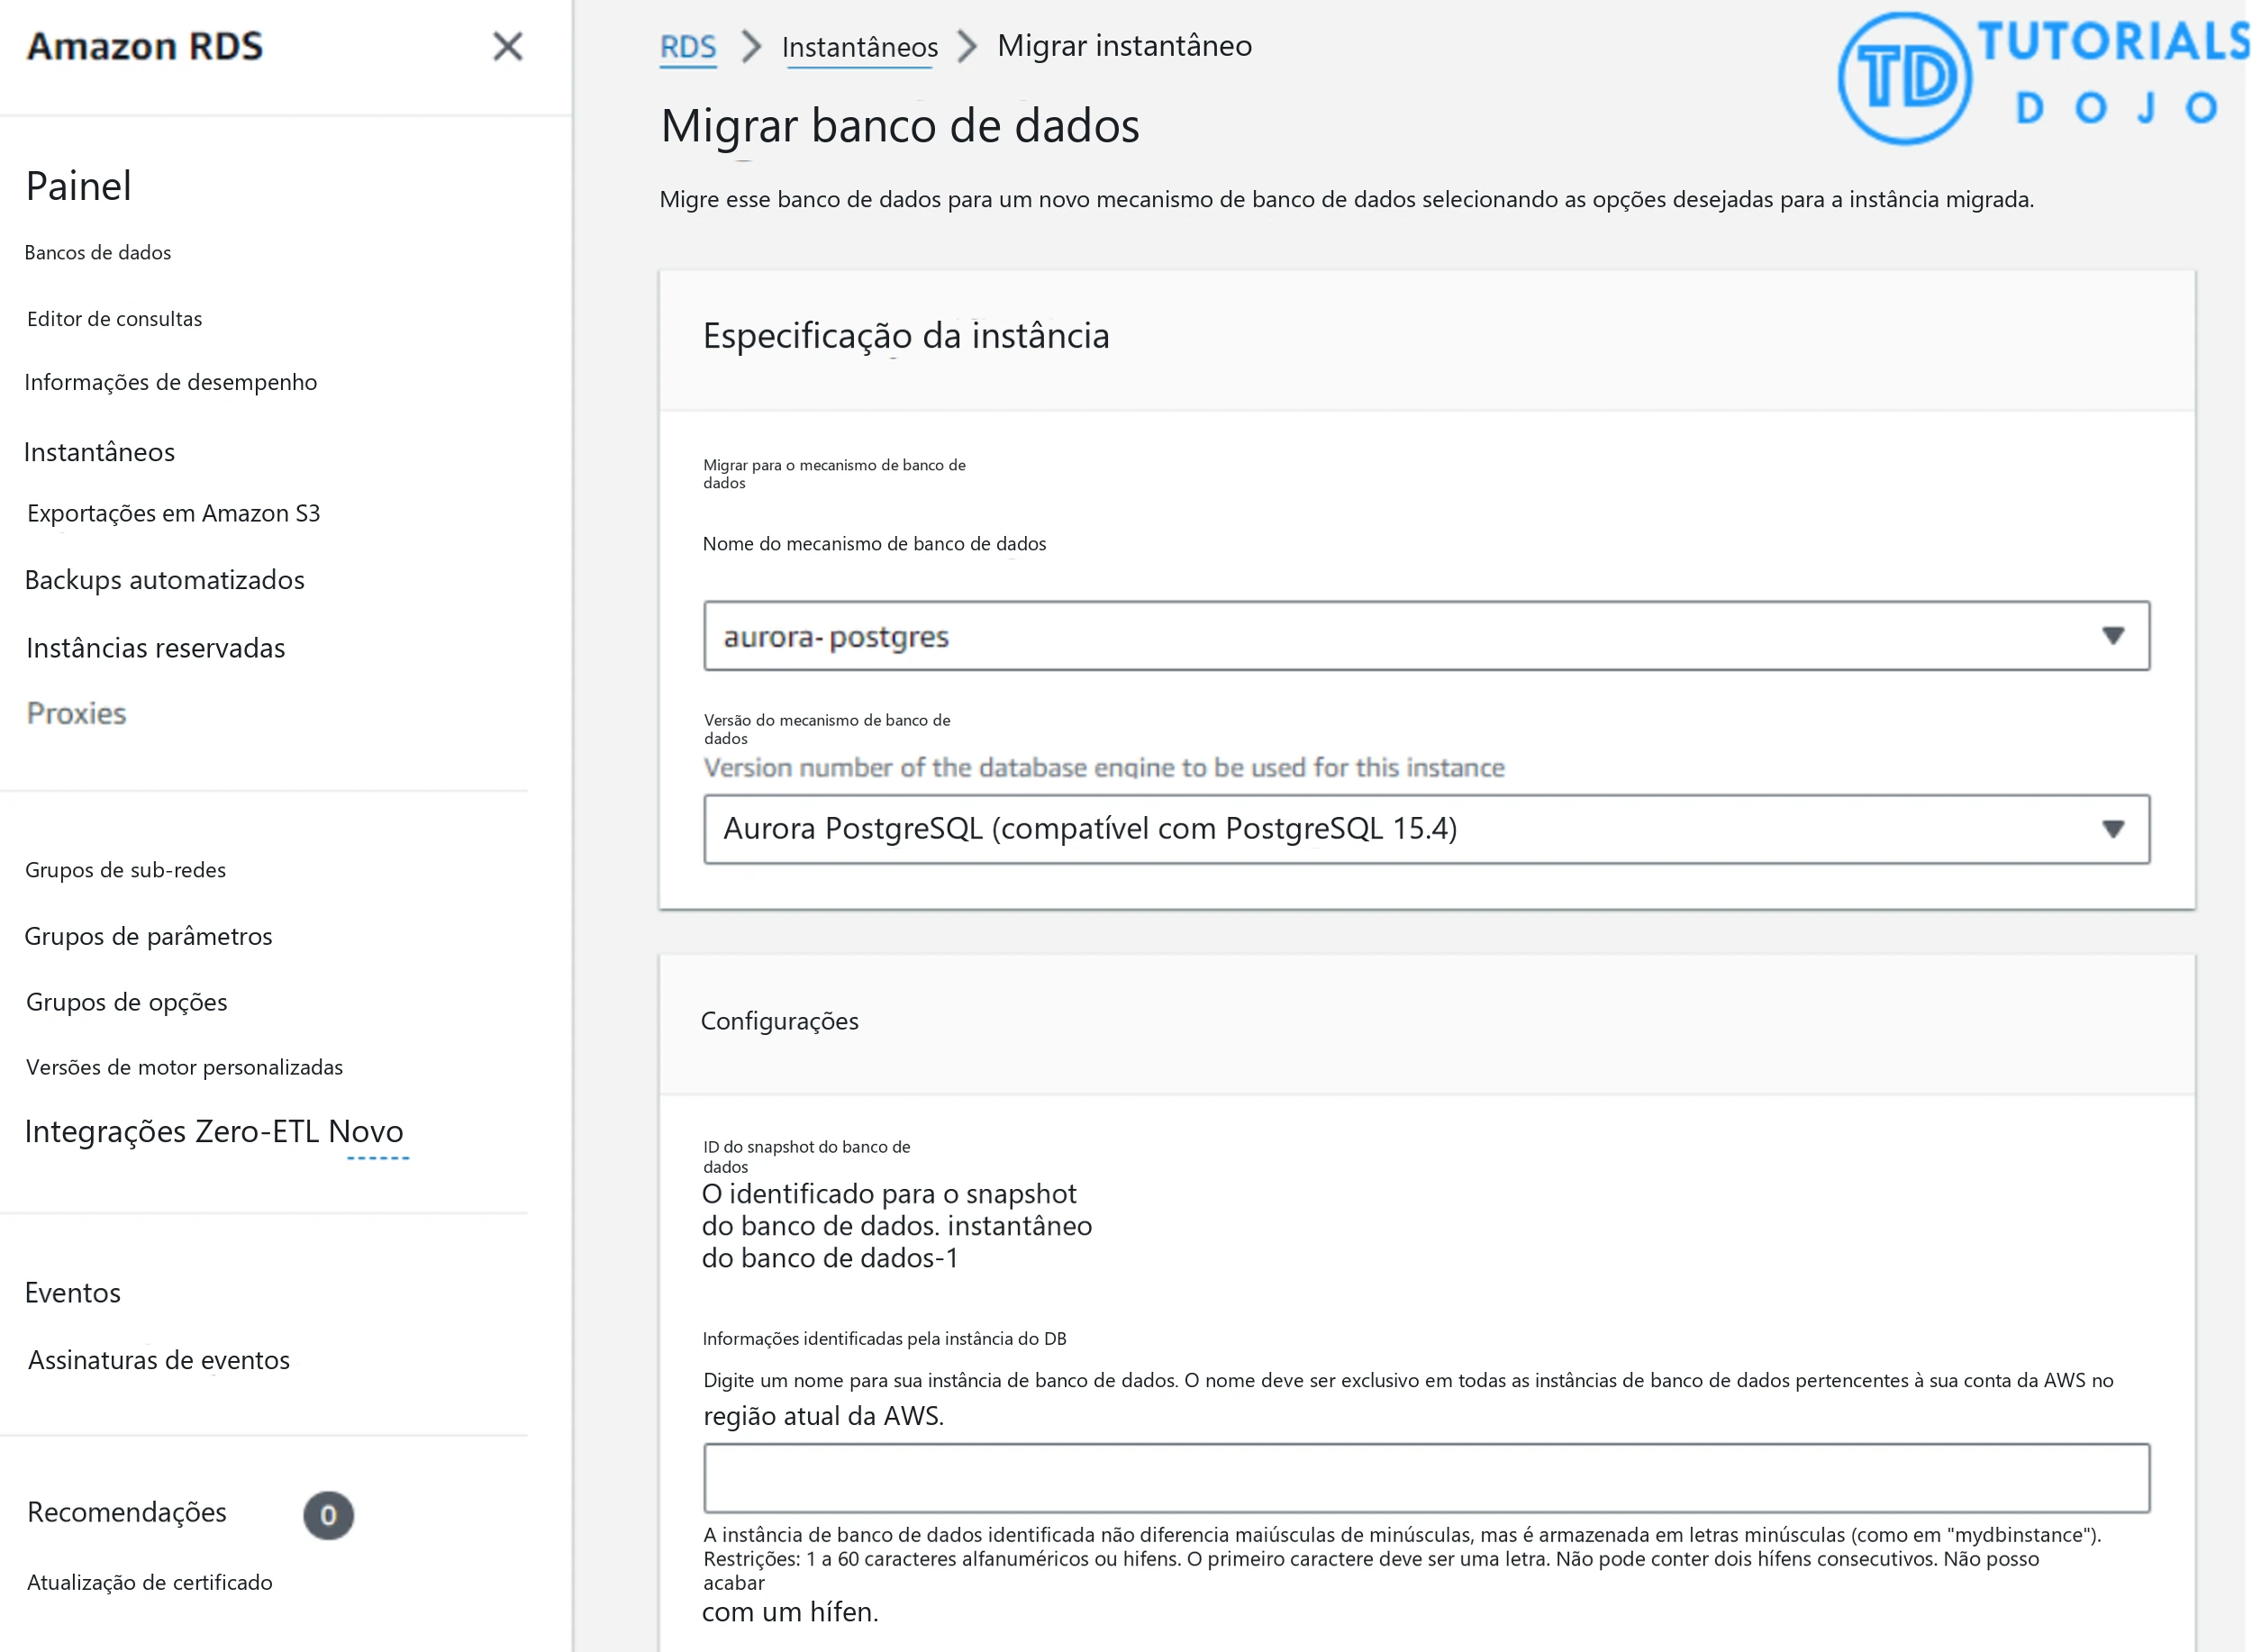 Amazon RDS
Painel
Bancos de dados
Editor de consultas
Informações de desempenho
Instantâneos
Exportações em Amazon S3
Backups automatizados
Instâncias reservadas
Proxies
Grupos de sub-redes
Grupos de parâmetros
Grupos de opções
Versões de motor personalizadas
Integrações Zero-ETL Novo
Eventos
Assinaturas de eventos
Recomendações 0
Atualização de certificado
RDS > Instantâneos > Migrar instantâneo
TD TUTORIALS
DOJO
Migrar banco de dados
Migre esse banco de dados para um novo mecanismo de banco de dados selecionando as opções desejadas para a instância migrada.
Especificação da instância
Migrar para o mecanismo de banco de
dados
Nome do mecanismo de banco de dados
aurora-postgres
Versão do mecanismo de banco de
dados
Version number of the database engine to be used for this instance
Aurora PostgreSQL (compatível com PostgreSQL 15.4)
Configurações
ID do snapshot do banco de
dados
O identificado para o snapshot
do banco de dados. instantâneo
do banco de dados-1
Informações identificadas pela instância do DB
Digite um nome para sua instância de banco de dados. O nome deve ser exclusivo em todas as instâncias de banco de dados pertencentes à sua conta da AWS no
região atual da AWS.
A instância de banco de dados identificada não diferencia maiúsculas de minúsculas, mas é armazenada em letras minúsculas (como em "mydbinstance").
Restrições: 1 a 60 caracteres alfanuméricos ou hifens. O primeiro caractere deve ser uma letra. Não pode conter dois hífens consecutivos. Não posso
acabar
com um hífen.